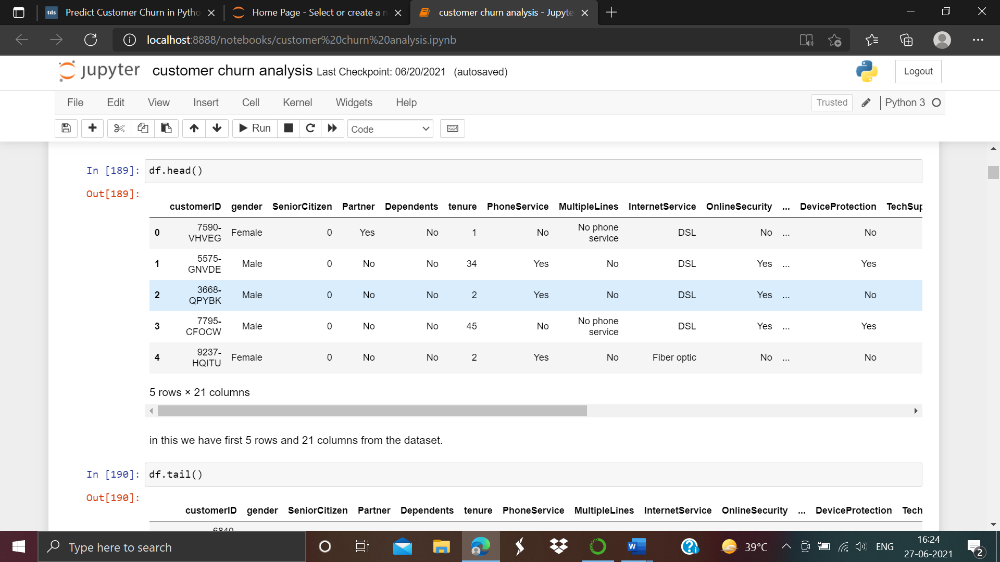 tds Predict Customer Churn in Pytho Home Page - Select or create a n customer churn analysis - Jupyte
localhost:8888/notebooks/customer%20churn%20analysis.ipynb
jupyter customer churn analysis Last Checkpoint: 06/20/2021 (autosaved) Logout
File Edit View Insert Cell Kernel Widgets Help Trusted Python 3
Run Code
In [189]: df.head()
Out[189]:
customerID gender SeniorCitizen Partner Dependents tenure PhoneService MultipleLines InternetService OnlineSecurity ... DeviceProtection TechSup
0 7590-VHVEG Female 0 Yes No 1 No No phone service DSL No ... No
1 5575-GNVDE Male 0 No No 34 Yes No DSL Yes ... Yes
2 3668-QPYBK Male 0 No No 2 Yes No DSL Yes ... No
3 7795-CFOCW Male 0 No No 45 No No phone service DSL Yes ... Yes
4 9237-HQITU Female 0 No No 2 Yes No Fiber optic No ... No
5 rows × 21 columns
in this we have first 5 rows and 21 columns from the dataset.
In [190]: df.tail()
Out[190]:
customerID gender SeniorCitizen Partner Dependents tenure PhoneService MultipleLines InternetService OnlineSecurity ... DeviceProtection Tech
Type here to search 39°C ENG 16:24
27-06-2021 2